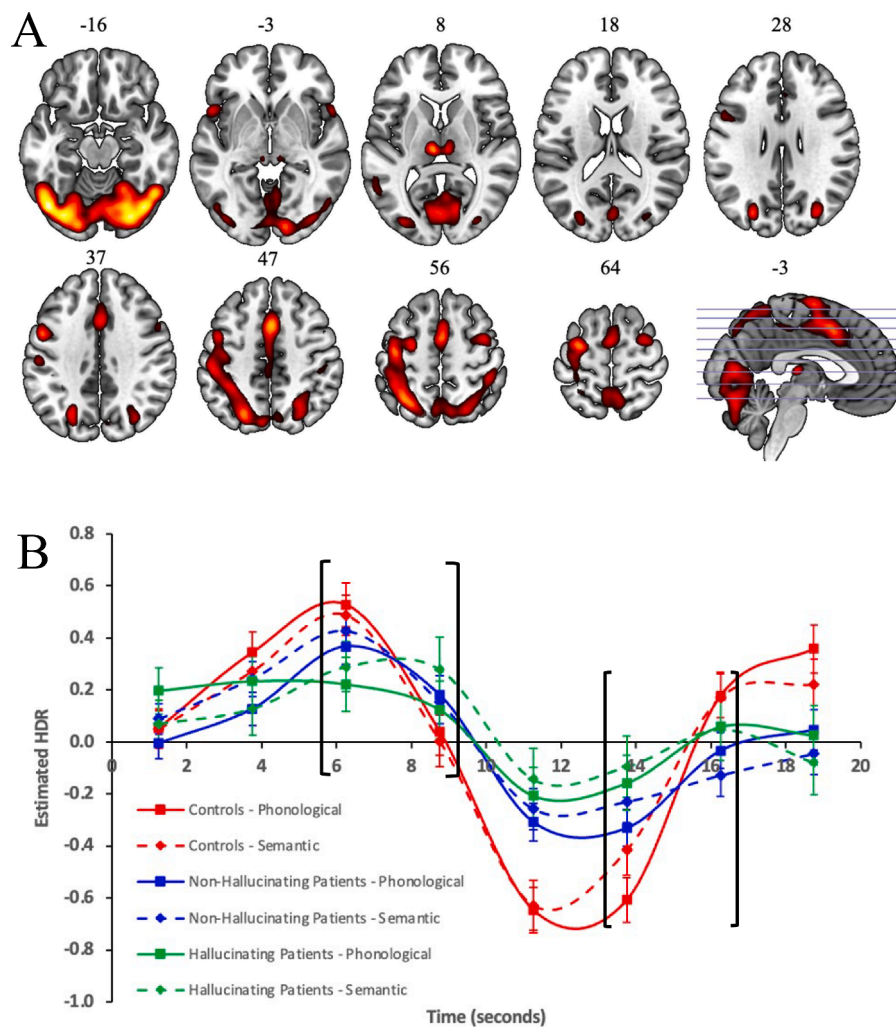 A
-16 -3 8 18 28
37 47 56 64 -3
B
0.8
0.6
0.4
0.2
0.0
-0.2
-0.4
-0.6
-0.8
-1.0
Estimated HDR
0 2 4 6 8 10 12 14 16 18 20
Controls - Phonological
Controls - Semantic
Non-Hallucinating Patients - Phonological
Non-Hallucinating Patients - Semantic
Hallucinating Patients - Phonological
Hallucinating Patients - Semantic
Time (seconds)